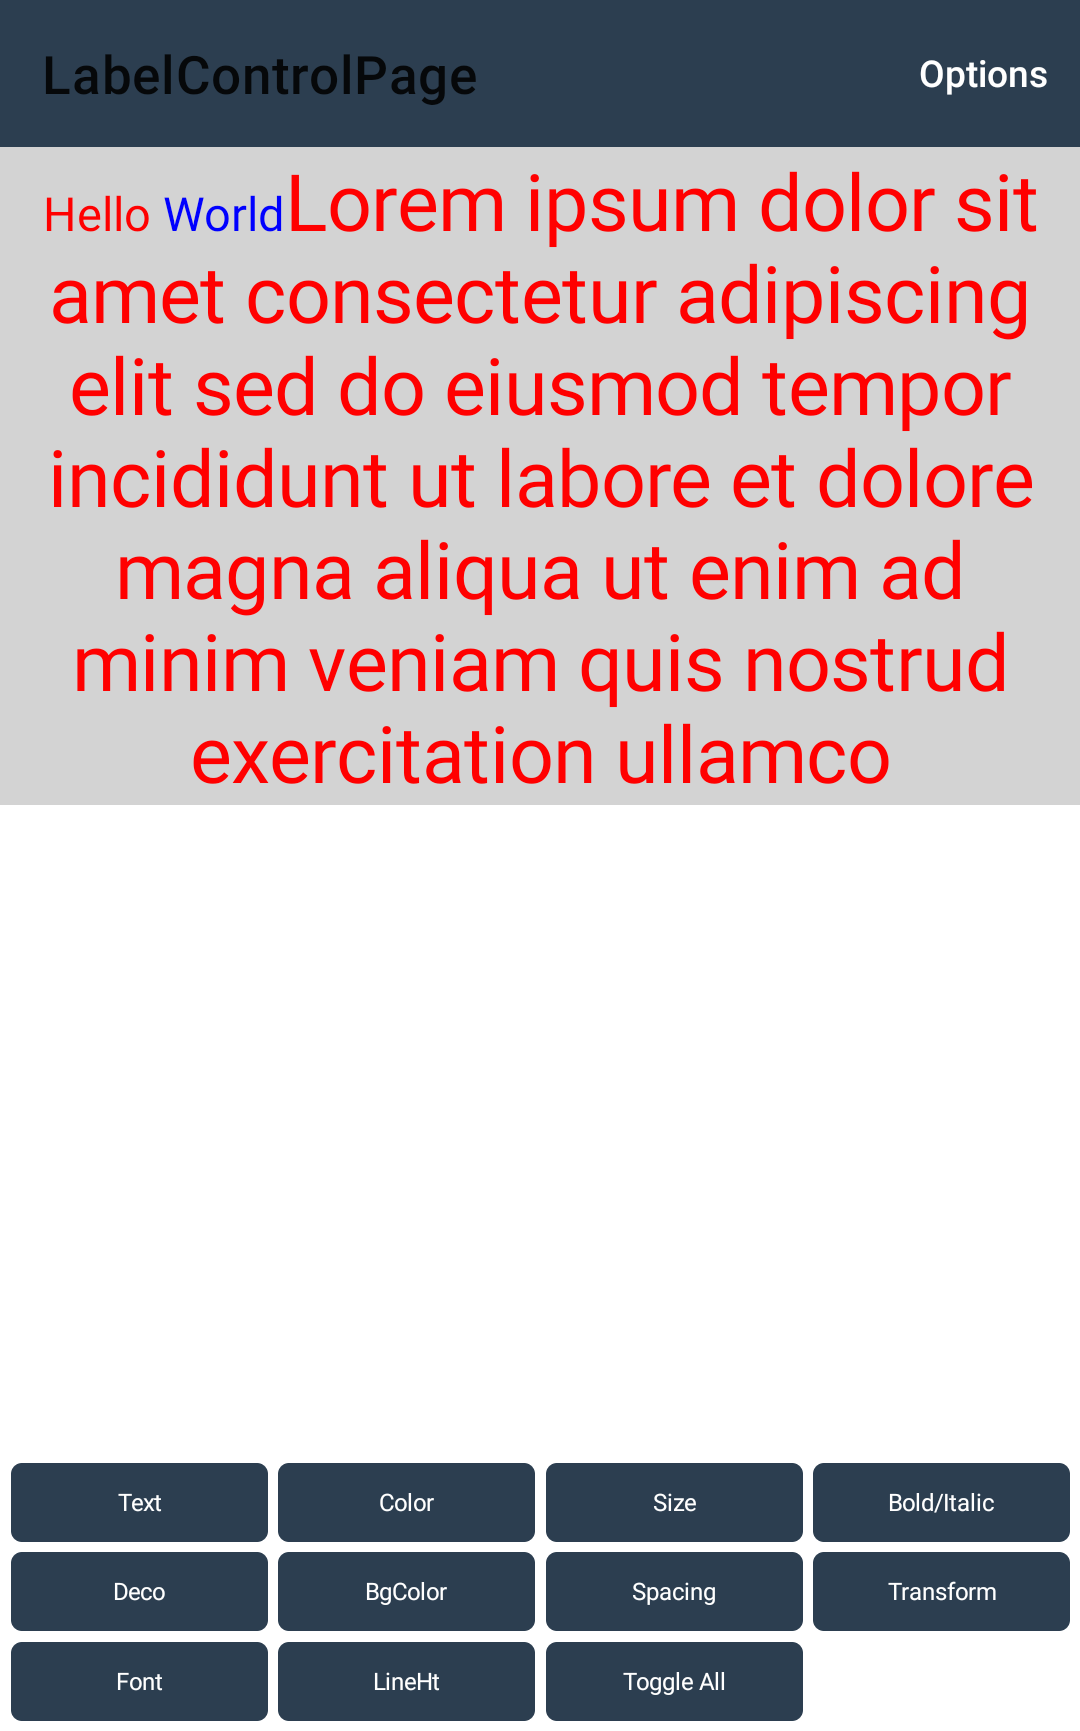 LabelControlPage
Options
Hello WorldLorem ipsum dolor sit
amet consectetur adipiscing
elit sed do eiusmod tempor
incididunt ut labore et dolore
magna aliqua ut enim ad
minim veniam quis nostrud
exercitation ullamco
Text
Color
Size
Bold/Italic
Deco
BgColor
Spacing
Transform
Font
LineHt
Toggle All